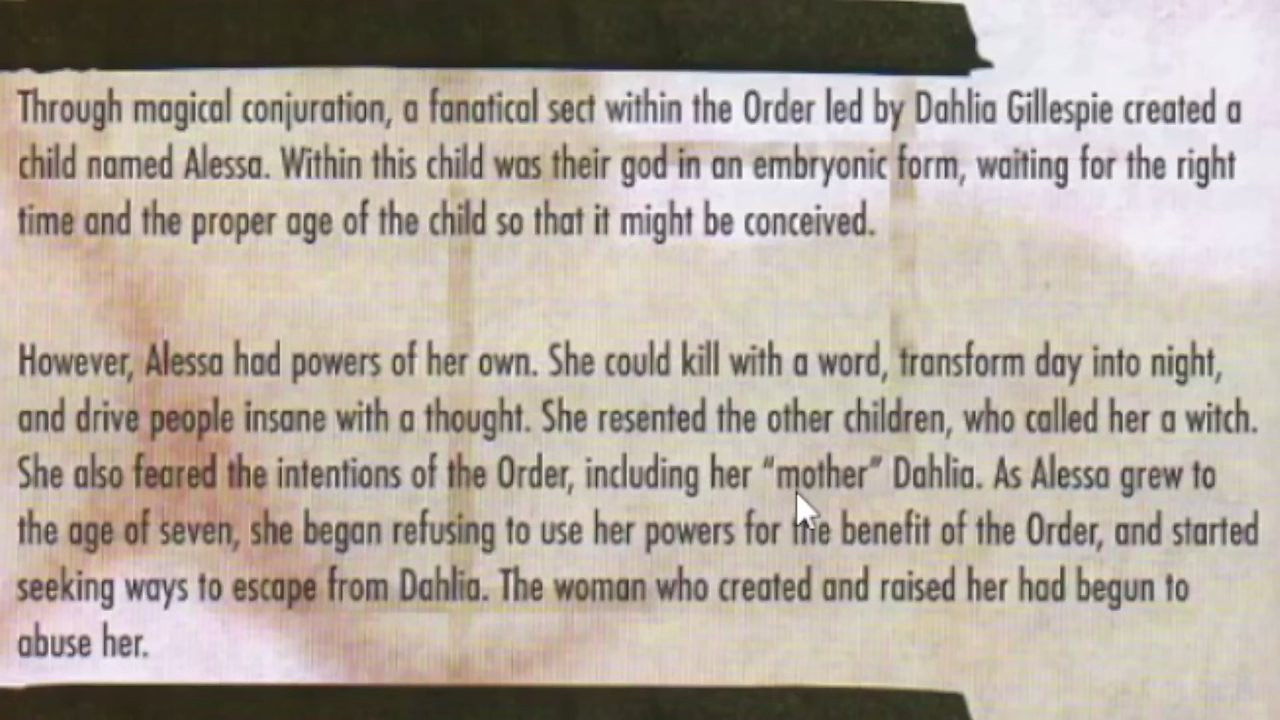 Through magical conjuration, a fanatical sect within the Order led by Dahlia Gillespie created a
child named Alessa. Within this child was their god in an embryonic form, waiting for the right
time and the proper age of the child so that it might be conceived.
However, Alessa had powers of her own. She could kill with a word, transform day into night,
and drive people insane with a thought. She resented the other children, who called her a witch.
She also feared the intentions of the Order, including her “mother” Dahlia. As Alessa grew to
the age of seven, she began refusing to use her powers for the benefit of the Order, and started
seeking ways to escape from Dahlia. The woman who created and raised her had begun to
abuse her.